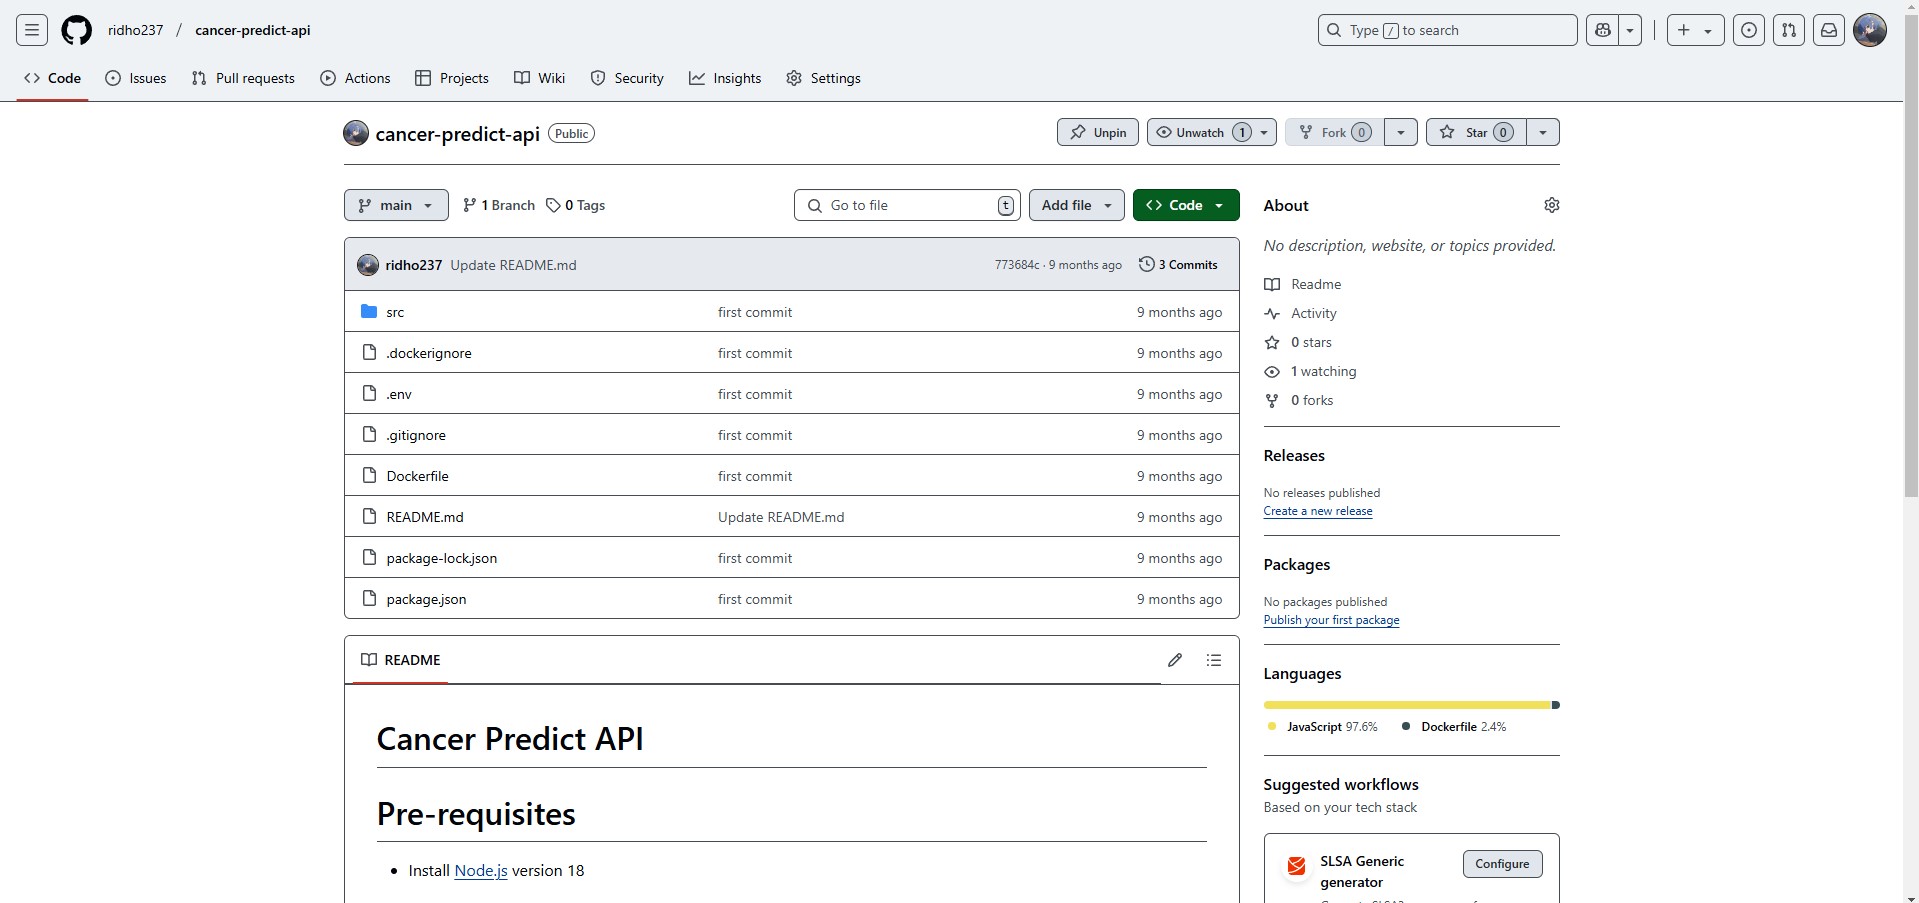 ridho237 / cancer-predict-api
Type / to search
Code Issues Pull requests Actions Projects Wiki Security Insights Settings
cancer-predict-api Public
Unpin Unwatch 1 Fork 0 Star 0
main 1 Branch 0 Tags
Go to file t Add file Code
ridho237 Update README.md 773684c · 9 months ago 3 Commits
src first commit 9 months ago
.dockerignore first commit 9 months ago
.env first commit 9 months ago
.gitignore first commit 9 months ago
Dockerfile first commit 9 months ago
README.md Update README.md 9 months ago
package-lock.json first commit 9 months ago
package.json first commit 9 months ago
README
Cancer Predict API
Pre-requisites
• Install Node.js version 18
About
No description, website, or topics provided.
Readme
Activity
0 stars
1 watching
0 forks
Releases
No releases published
Create a new release
Packages
No packages published
Publish your first package
Languages
JavaScript 97.6% Dockerfile 2.4%
Suggested workflows
Based on your tech stack
SLSA Generic
generator
Configure